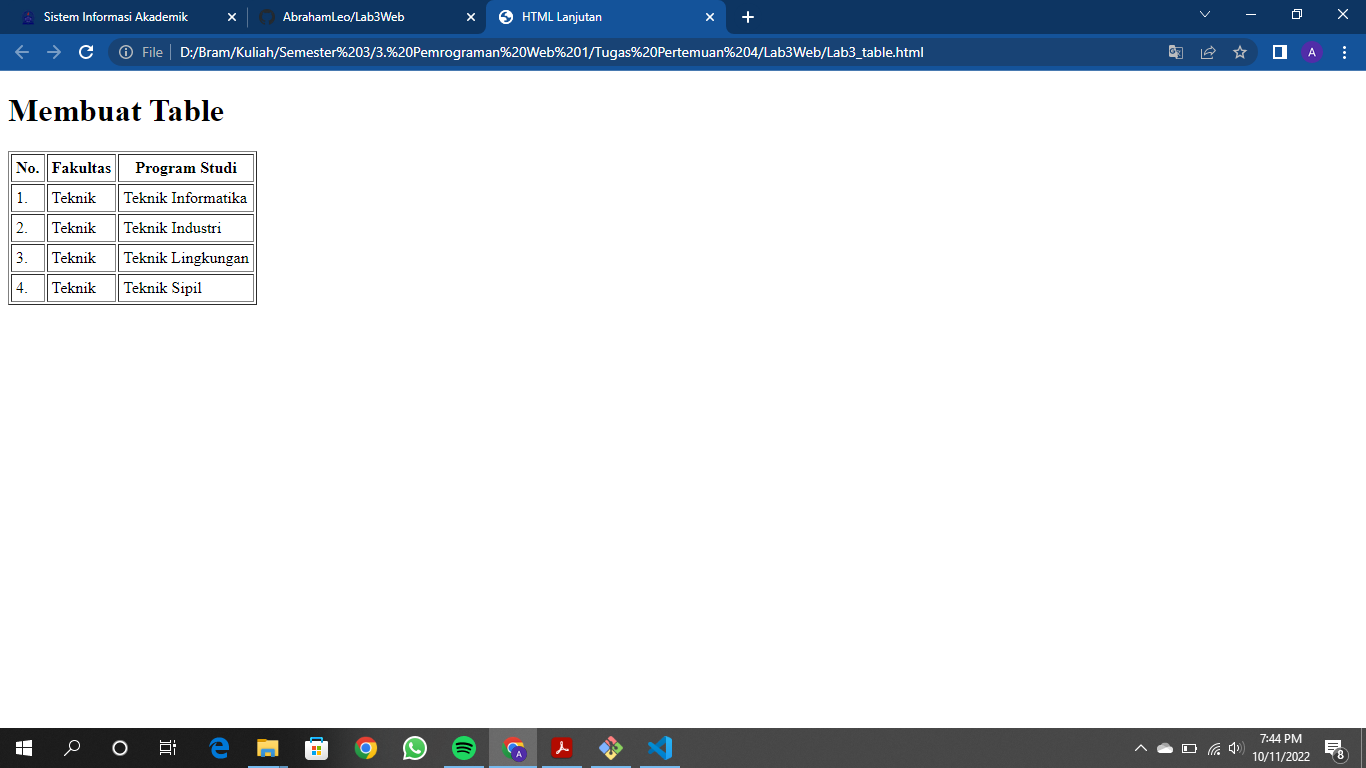 Sistem Informasi Akademik
AbrahamLeo/Lab3Web
HTML Lanjutan
File
D:/Bram/Kuliah/Semester%203/3.%20Pemrograman%20Web%201/Tugas%20Pertemuan%204/Lab3Web/Lab3_table.html
A
Membuat Table
No. Fakultas Program Studi
1. Teknik Teknik Informatika
2. Teknik Teknik Industri
3. Teknik Teknik Lingkungan
4. Teknik Teknik Sipil
A
7:44 PM
10/11/2022
8